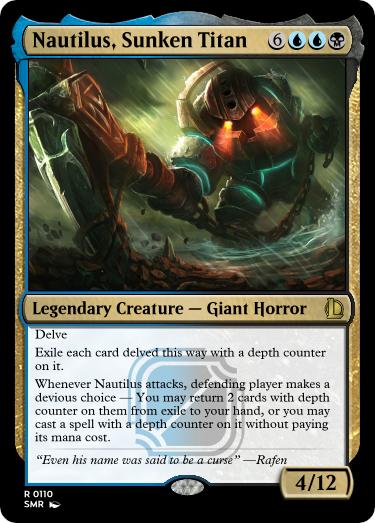 Nautilus, Sunken Titan 6
Legendary Creature — Giant Horror
Delve
Exile each card delved this way with a depth counter
on it.
Whenever Nautilus attacks, defending player makes a
devious choice — You may return 2 cards with depth
counter on them from exile to your hand, or you may
cast a spell with a depth counter on it without paying
its mana cost.
“Even his name was said to be a curse” —Rafen
4/12
R 0110
SMR